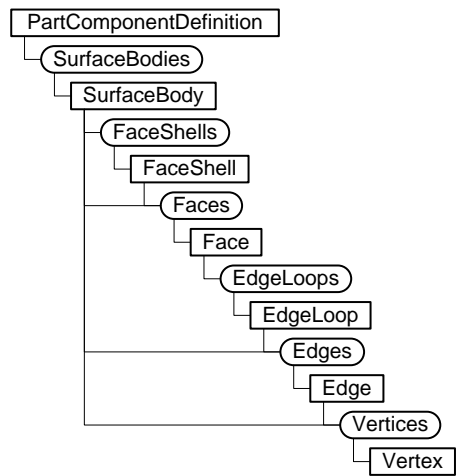 PartComponentDefinition
SurfaceBodies
SurfaceBody
FaceShells
FaceShell
Faces
Face
EdgeLoops
EdgeLoop
Edges
Edge
Vertices
Vertex